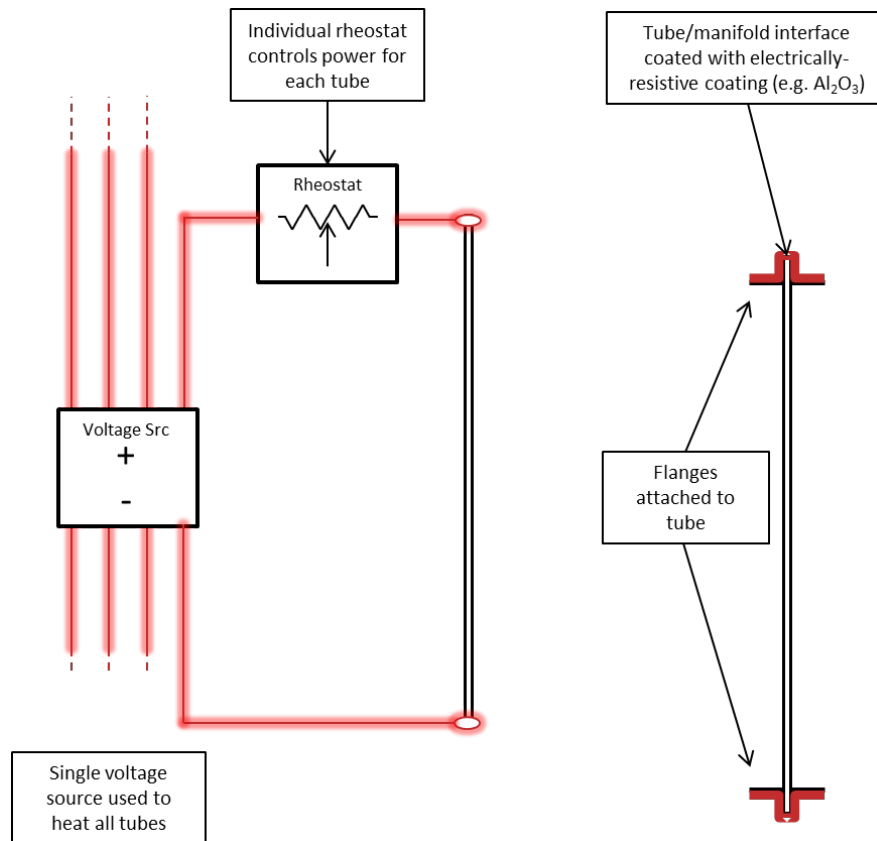 Individual rheostat
controls power for
each tube
Tube/manifold interface
coated with electrically-
resistive coating (e.g. Al₂O₃)
Rheostat
Voltage Src
+
-
Flanges
attached to
tube
Single voltage
source used to
heat all tubes